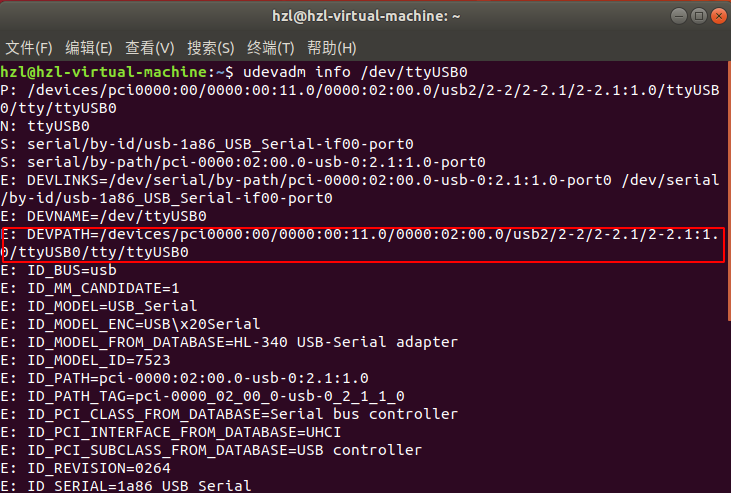 hzl@hzl-virtual-machine: ~
文件(F) 编辑(E) 查看(V) 搜索(S) 终端(T) 帮助(H)
hzl@hzl-virtual-machine:~$ udevadm info /dev/ttyUSB0
P: /devices/pci0000:00/0000:00:11.0/0000:02:00.0/usb2/2-2/2-2.1/2-2.1:1.0/ttyUSB
0/tty/ttyUSB0
N: ttyUSB0
S: serial/by-id/usb-1a86_USB_Serial-if00-port0
S: serial/by-path/pci-0000:02:00.0-usb-0:2.1:1.0-port0
E: DEVLINKS=/dev/serial/by-path/pci-0000:02:00.0-usb-0:2.1:1.0-port0 /dev/serial
/by-id/usb-1a86_USB_Serial-if00-port0
E: DEVNAME=/dev/ttyUSB0
E: DEVPATH=/devices/pci0000:00/0000:00:11.0/0000:02:00.0/usb2/2-2/2-2.1/2-2.1:1.
0/ttyUSB0/tty/ttyUSB0
E: ID_BUS=usb
E: ID_MM_CANDIDATE=1
E: ID_MODEL=USB_Serial
E: ID_MODEL_ENC=USB\x20Serial
E: ID_MODEL_FROM_DATABASE=HL-340 USB-Serial adapter
E: ID_MODEL_ID=7523
E: ID_PATH=pci-0000:02:00.0-usb-0:2.1:1.0
E: ID_PATH_TAG=pci-0000_02_00_0-usb-0_2_1_1_0
E: ID_PCI_CLASS_FROM_DATABASE=Serial bus controller
E: ID_PCI_INTERFACE_FROM_DATABASE=UHCI
E: ID_PCI_SUBCLASS_FROM_DATABASE=USB controller
E: ID_REVISION=0264
E: ID_SERIAL=1a86_USB_Serial